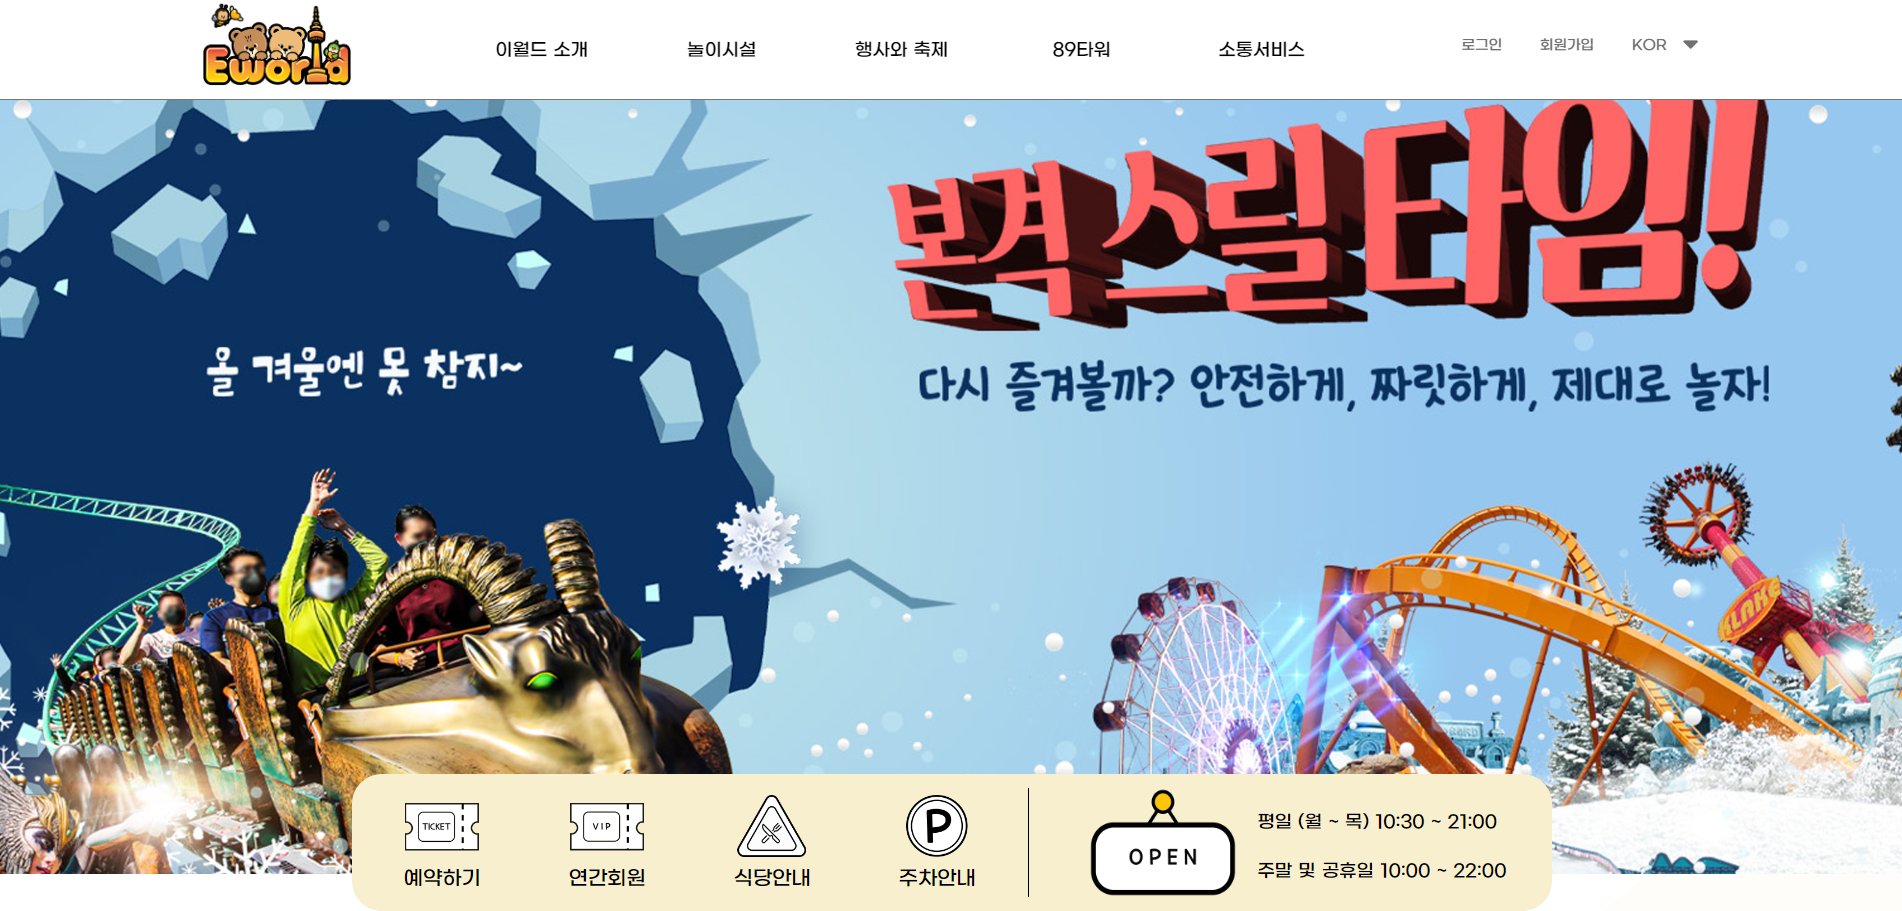 Eworld
이월드 소개
놀이시설
행사와 축제
89타워
소통서비스
로그인
회원가입
KOR
본격 스릴타임!
올 겨울엔 못 참지~
다시 즐겨볼까? 안전하게, 짜릿하게, 제대로 놀자!
KLAKE
TICKET
예약하기
VIP
연간회원
식당안내
P
주차안내
OPEN
평일 (월 ~ 목) 10:30 ~ 21:00
주말 및 공휴일 10:00 ~ 22:00